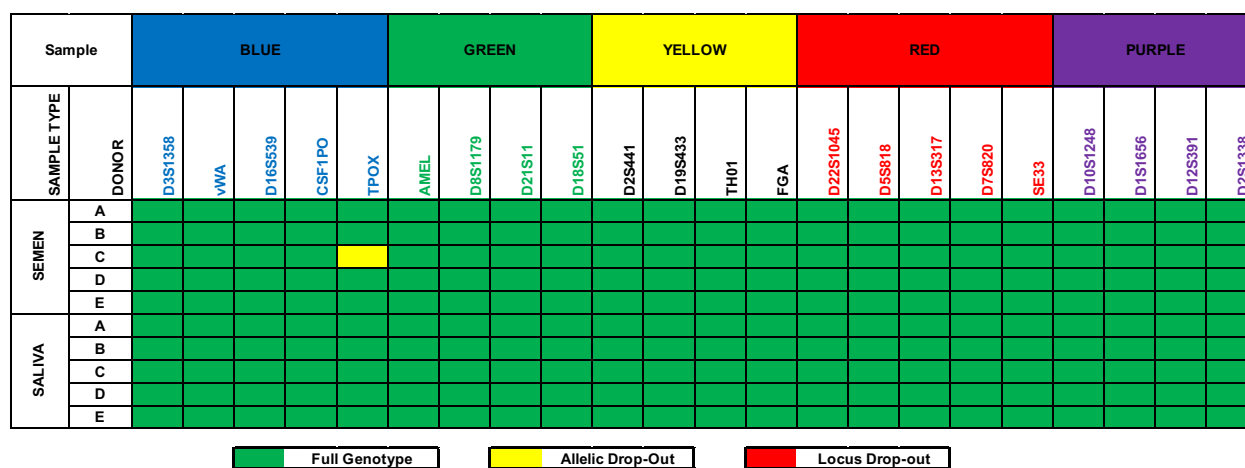 Sample BLUE GREEN YELLOW RED PURPLE
SAMPLE TYPE DONOR D3S1358 vWA D16S539 CSF1PO TPOX AMEL D8S1179 D21S11 D18S51 D2S441 D19S433 TH01 FGA D22S1045 D5S818 D13S317 D7S820 SE33 D10S1248 D1S1656 D12S391 D2S1338
SEMEN
A
B
C
D
E
SALIVA
A
B
C
D
E
Full Genotype Allelic Drop-Out Locus Drop-out